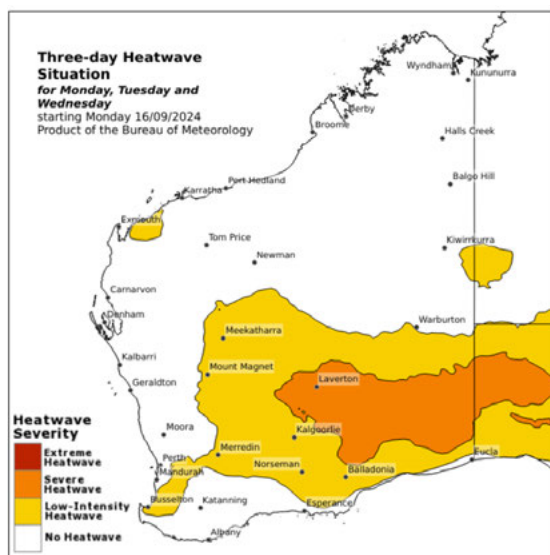 Three-day Heatwave
Situation
for Monday, Tuesday and
Wednesday
starting Monday 16/09/2024
Product of the Bureau of Meteorology
Wyndham
Kununurra
Derby
Broome
Halls Creek
Balgo Hill
Port Hedland
Karratha
Exmouth
Tom Price
Newman
Kiwirrkurra
Carnarvon
Denham
Warburton
Meekatharra
Kalbarri
Mount Magnet
Laverton
Geraldton
Moora
Kalgoorlie
Merredin
Eucla
Perth
Mandurah
Norseman
Balladonia
Busselton
Katanning
Esperance
Albany
Heatwave
Severity
Extreme
Heatwave
Severe
Heatwave
Low-Intensity
Heatwave
No Heatwave